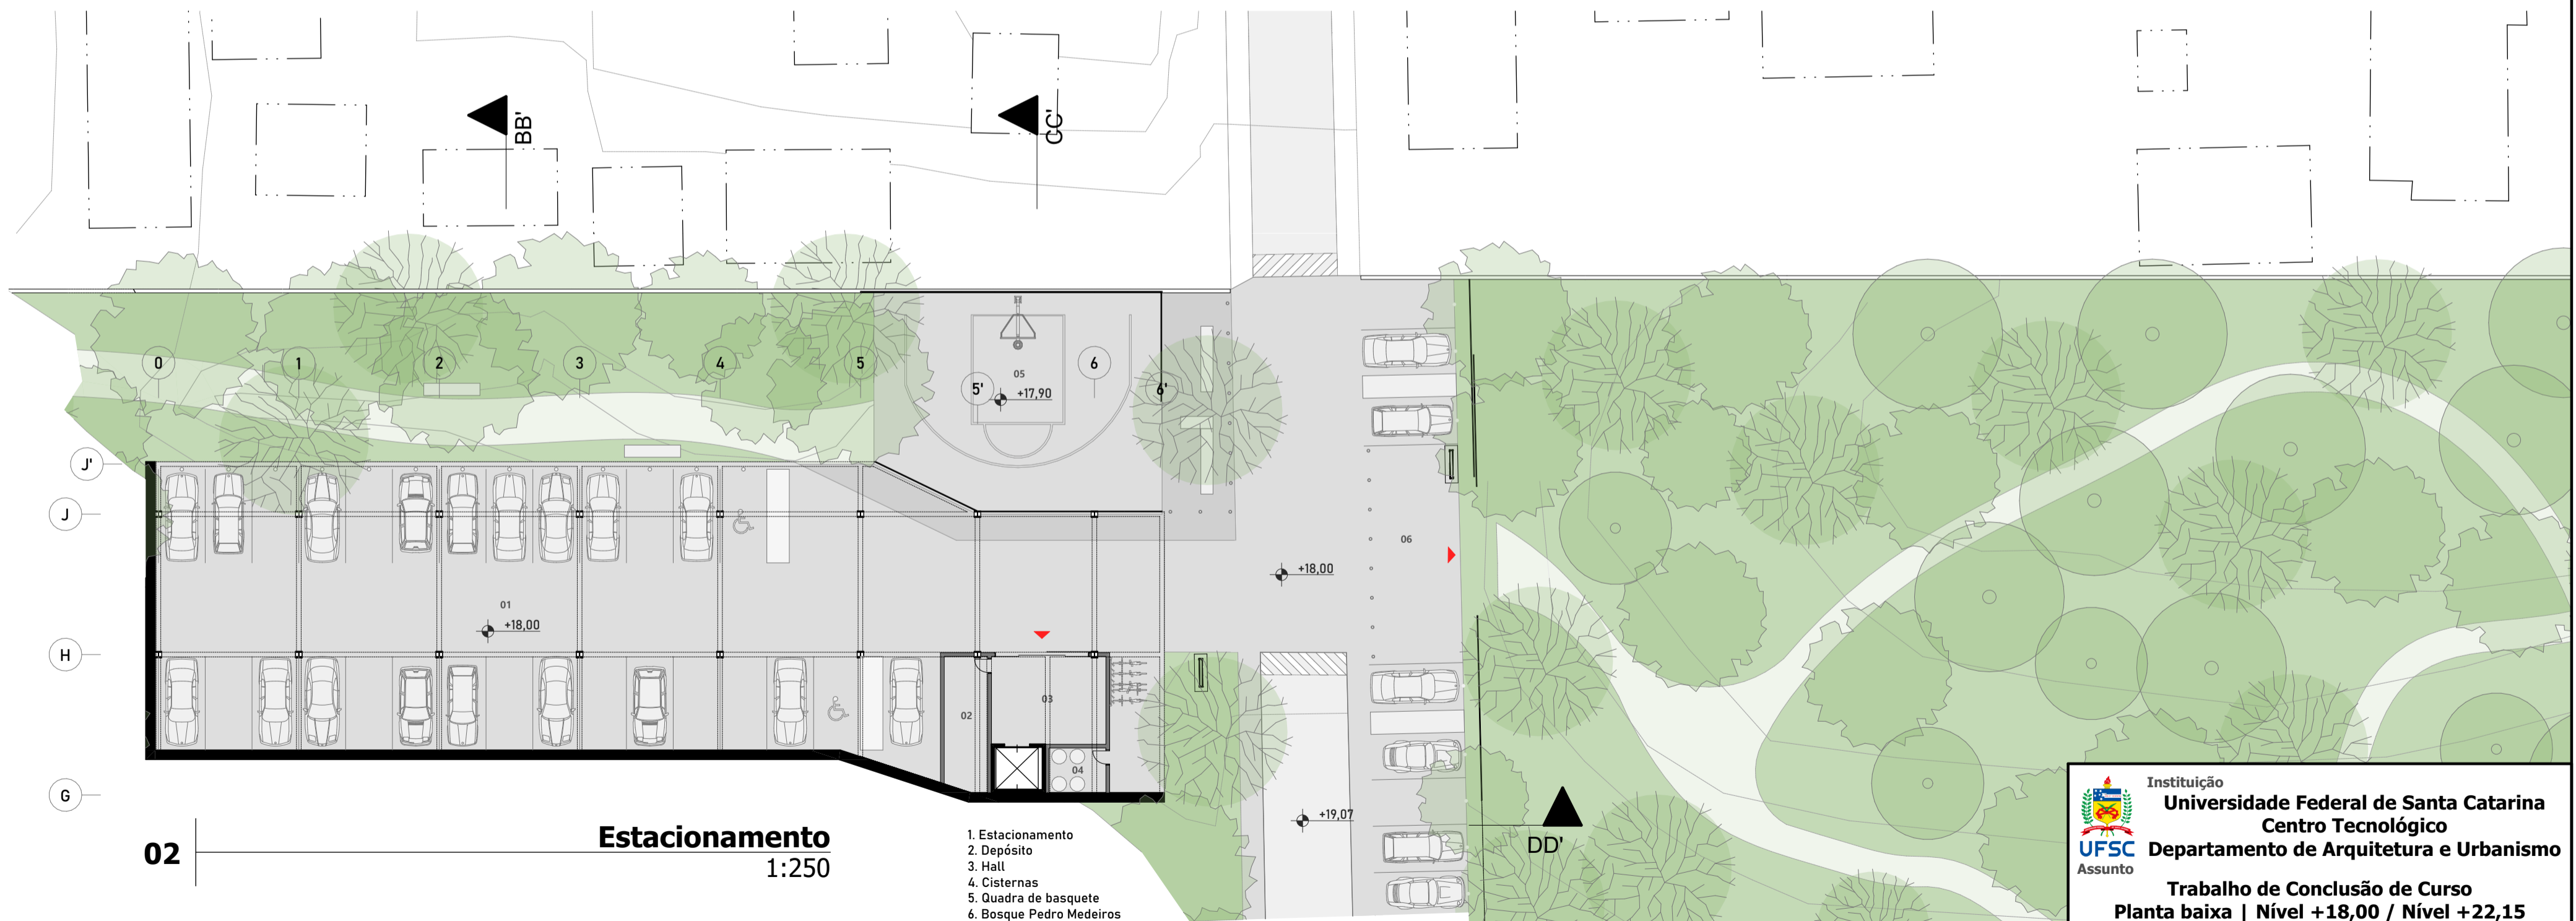 BB'
CC'
0
1
2
3
4
5
5'
6
6'
05
+17,90
J'
J
H
G
06
+18,00
01
+18,00
02
03
04
+19,07
DD'
02
Estacionamento
1:250
1. Estacionamento
2. Depósito
3. Hall
4. Cisternas
5. Quadra de basquete
6. Bosque Pedro Medeiros
Instituição
Universidade Federal de Santa Catarina
Centro Tecnológico
UFSC
Departamento de Arquitetura e Urbanismo
Assunto
Trabalho de Conclusão de Curso
Planta baixa | Nível +18,00 / Nível +22,15